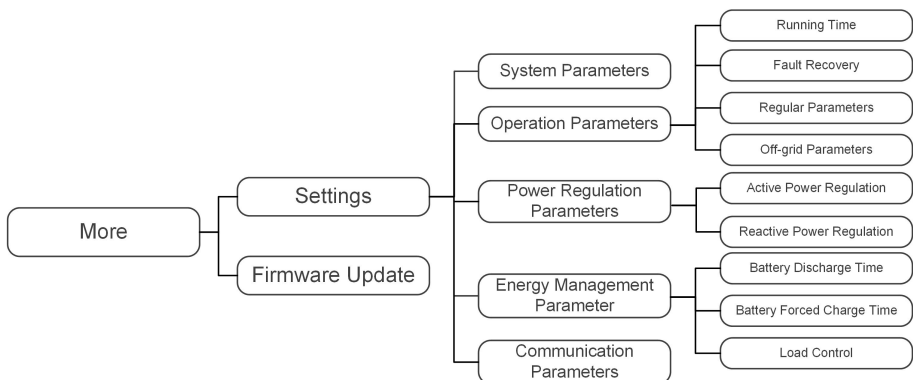 More
Settings
Firmware Update
System Parameters
Operation Parameters
Power Regulation
Parameters
Energy Management
Parameter
Communication
Parameters
Running Time
Fault Recovery
Regular Parameters
Off-grid Parameters
Active Power Regulation
Reactive Power Regulation
Battery Discharge Time
Battery Forced Charge Time
Load Control